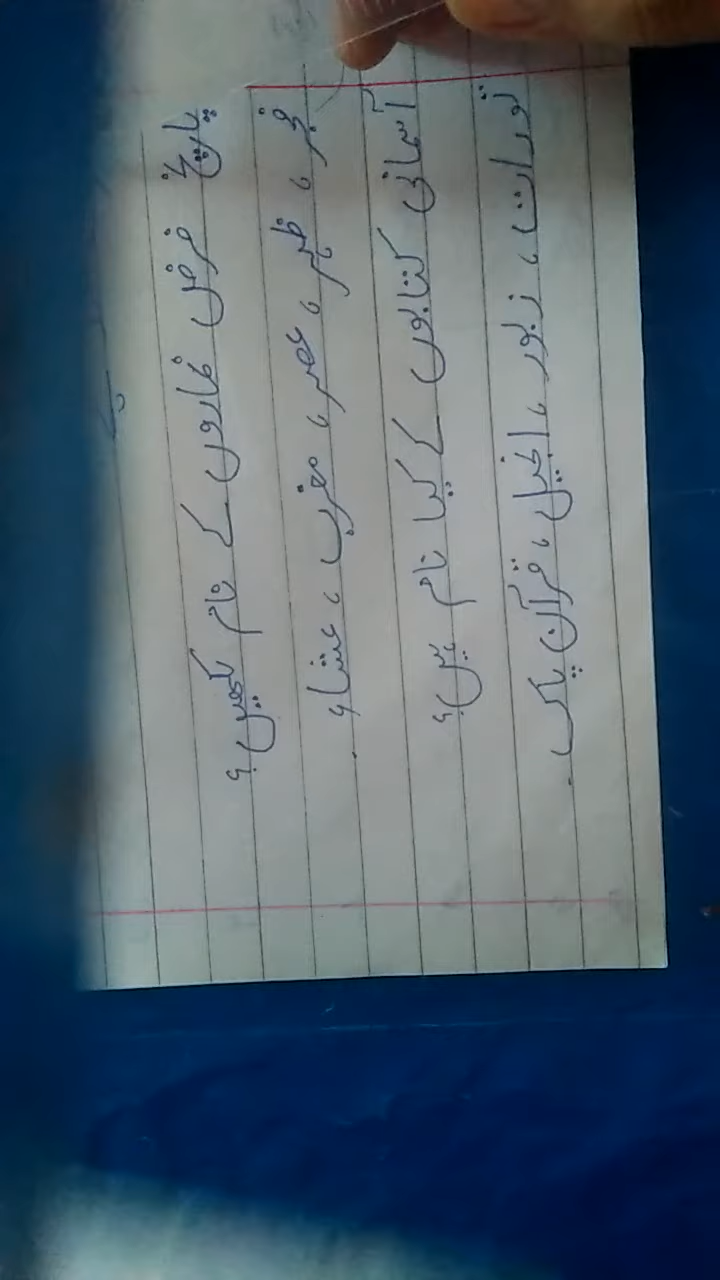 پانچ فرض نمازوں کے نام لکھیں؟
فجر، ظہر، عصر، مغرب، عشاء۔
آسمانی کتابوں کے کیا نام ہیں؟
تورات، زبور، انجیل، قرآن پاک۔